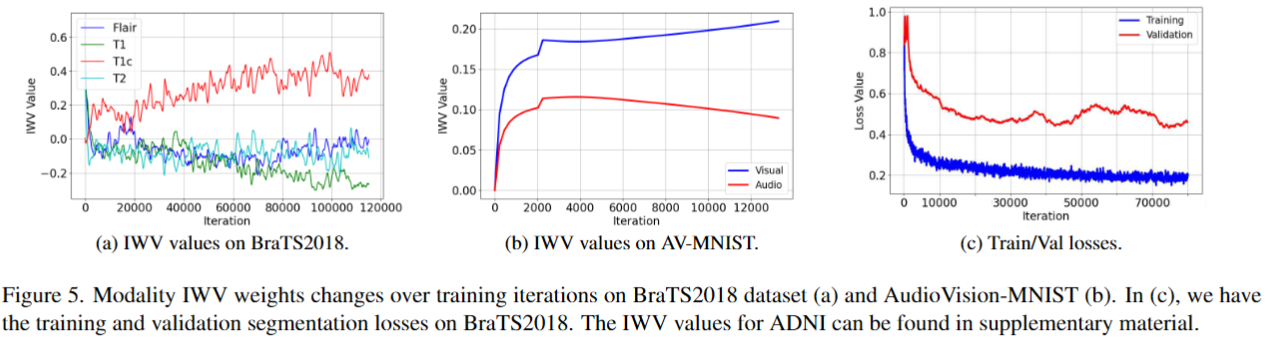 Flair
T1
T1c
T2
0.6
0.4
0.2
0.0
−0.2
IWV Value
0 20000 40000 60000 80000 100000 120000
Iteration
(a) IWV values on BraTS2018.
0.20
0.15
0.10
0.05
0.00
IWV Value
Visual
Audio
0 2000 4000 6000 8000 10000 12000
Iteration
(b) IWV values on AV-MNIST.
1.0
0.8
0.6
0.4
0.2
Loss Value
Training
Validation
0 10000 30000 50000 70000
Iteration
(c) Train/Val losses.
Figure 5. Modality IWV weights changes over training iterations on BraTS2018 dataset (a) and AudioVision-MNIST (b). In (c), we have
the training and validation segmentation losses on BraTS2018. The IWV values for ADNI can be found in supplementary material.